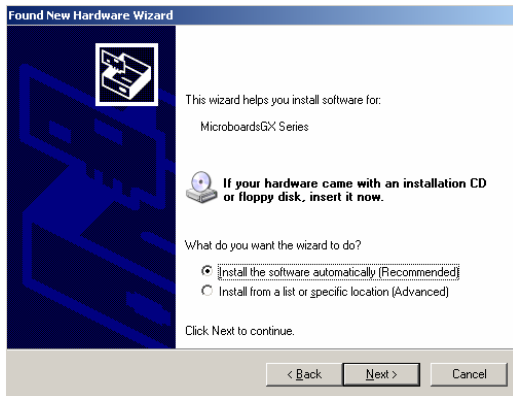 Found New Hardware Wizard
This wizard helps you install software for:
MicroboardsGX Series
If your hardware came with an installation CD
or floppy disk, insert it now.
What do you want the wizard to do?
Install the software automatically (Recommended)
Install from a list or specific location (Advanced)
Click Next to continue.
< Back Next > Cancel